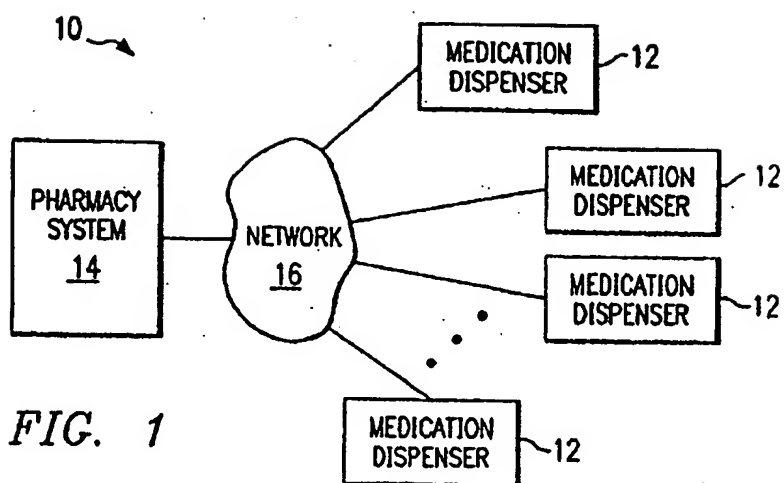 10
MEDICATION
DISPENSER
12
MEDICATION
DISPENSER
12
PHARMACY
SYSTEM
14
NETWORK
16
MEDICATION
DISPENSER
12
MEDICATION
DISPENSER
12
FIG. 1